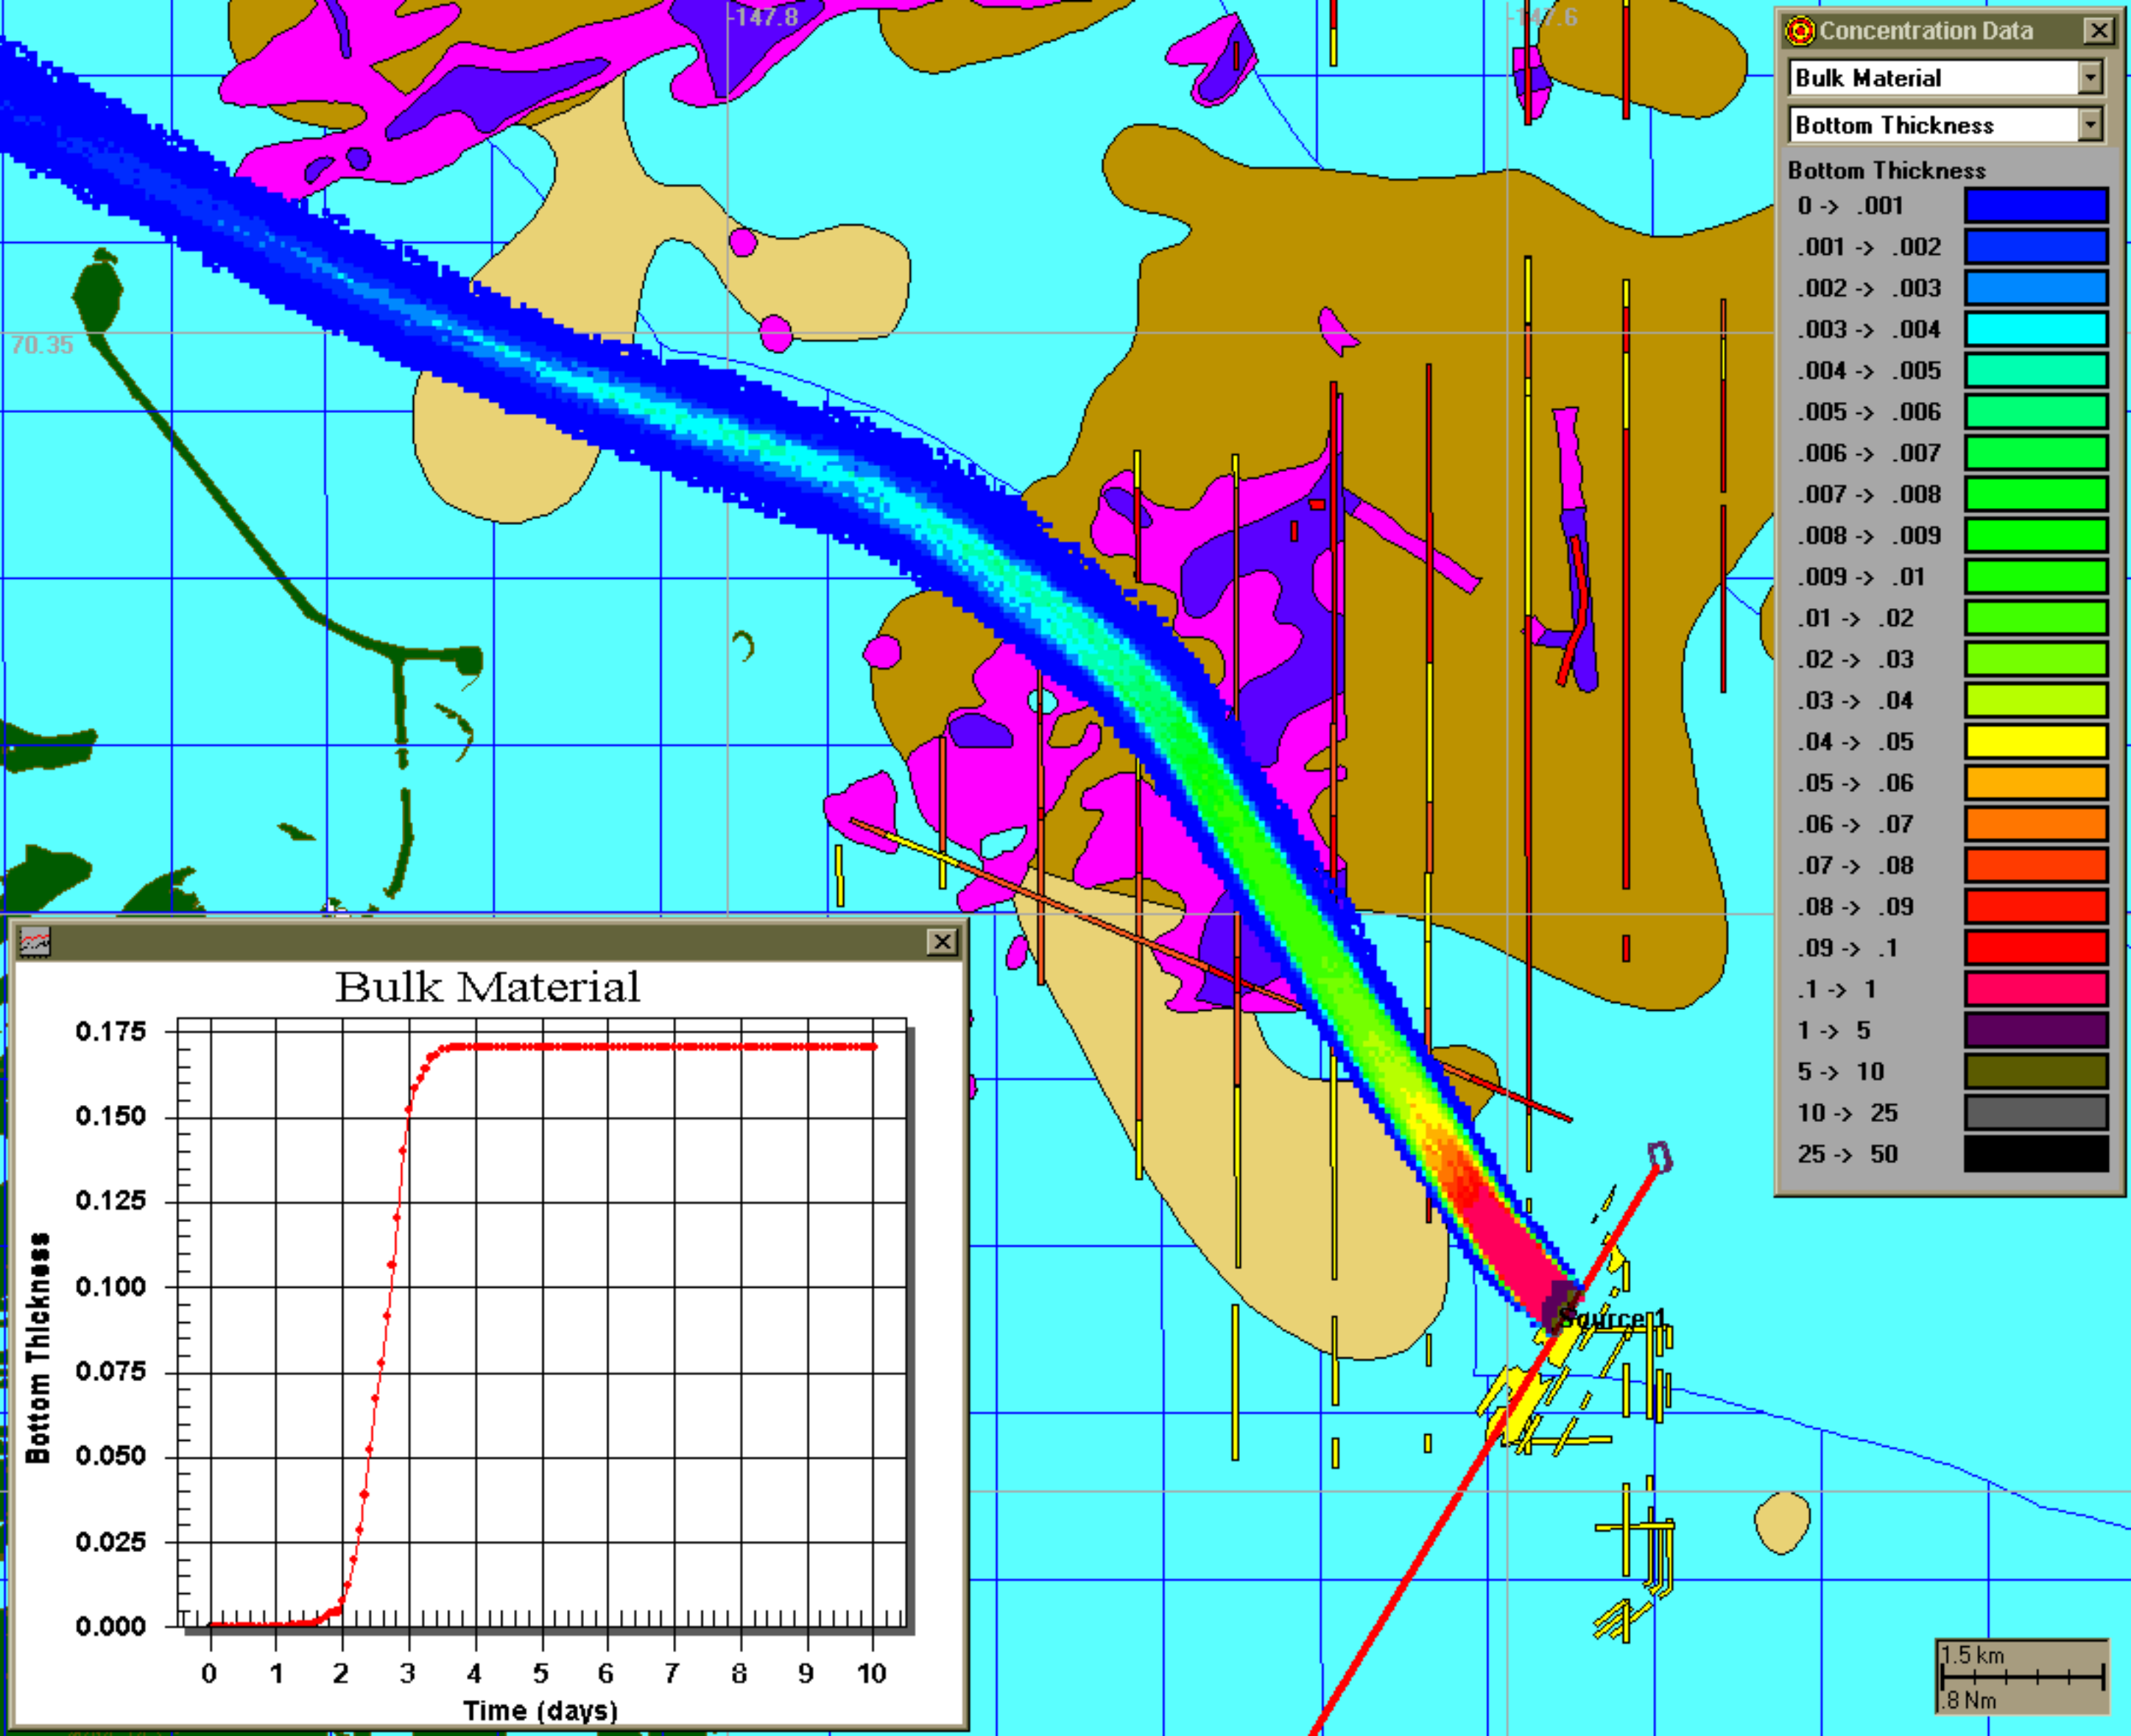 -147.8
-147.6
Concentration Data
Bulk Material
Bottom Thickness
Bottom Thickness
0 -> .001
.001 -> .002
.002 -> .003
.003 -> .004
.004 -> .005
.005 -> .006
.006 -> .007
.007 -> .008
.008 -> .009
.009 -> .01
.01 -> .02
.02 -> .03
.03 -> .04
.04 -> .05
.05 -> .06
.06 -> .07
.07 -> .08
.08 -> .09
.09 -> .1
.1 -> 1
1 -> 5
5 -> 10
10 -> 25
25 -> 50
70.35
Source 1
Bulk Material
0.175
0.150
0.125
0.100
0.075
0.050
0.025
0.000
Bottom Thickness
0 1 2 3 4 5 6 7 8 9 10
Time (days)
1.5 km
.8 Nm